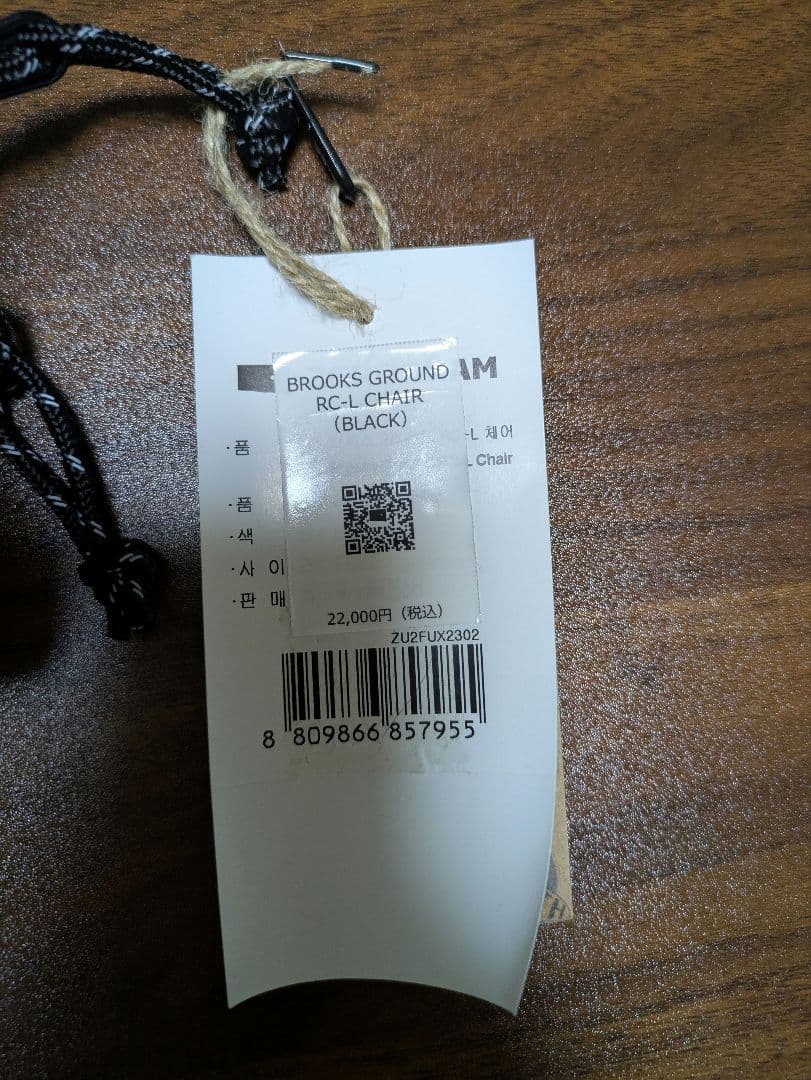 AM
BROOKS GROUND
RC-L CHAIR
(BLACK)
-L 체어
·품
L Chair
·품
·색
·사 이
·판 매
22,000円 (税込)
ZU2FUX2302
8 809866 857955